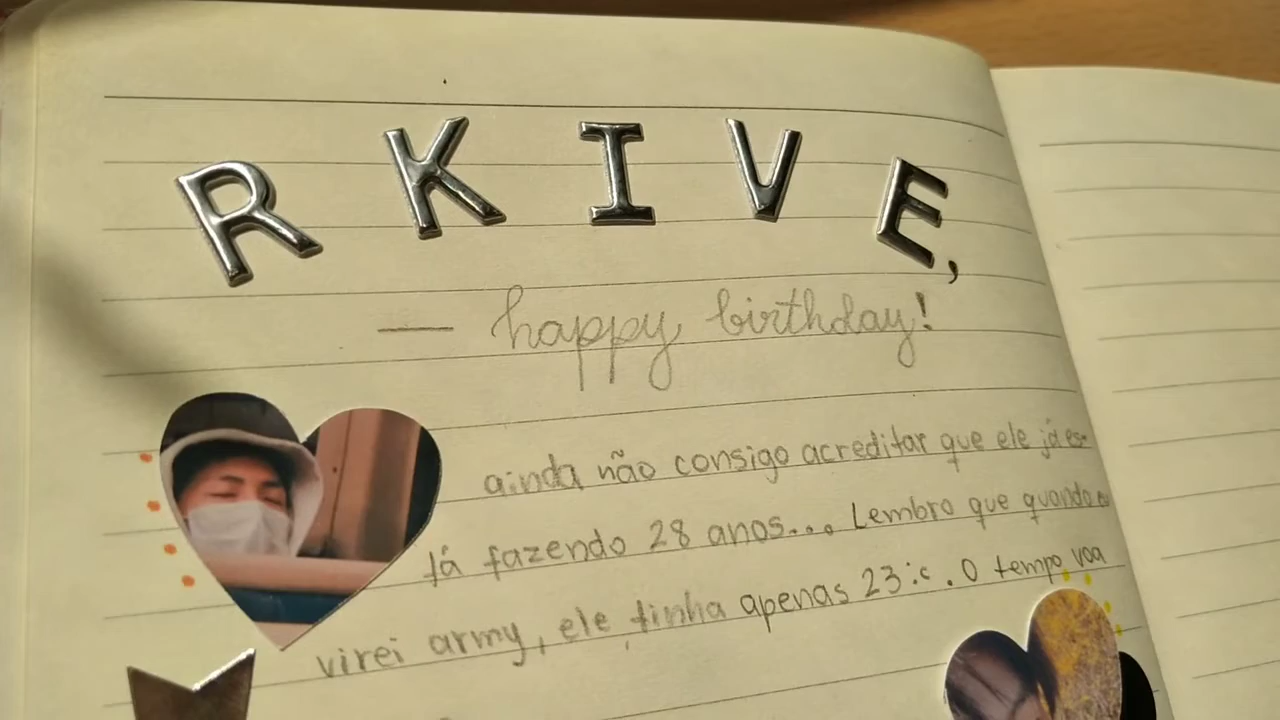 RKIVE,
— happy birthday!
ainda não consigo acreditar que ele já es-
tá fazendo 28 anos... Lembro que quando eu
virei army, ele tinha apenas 23 :c. O tempo voa